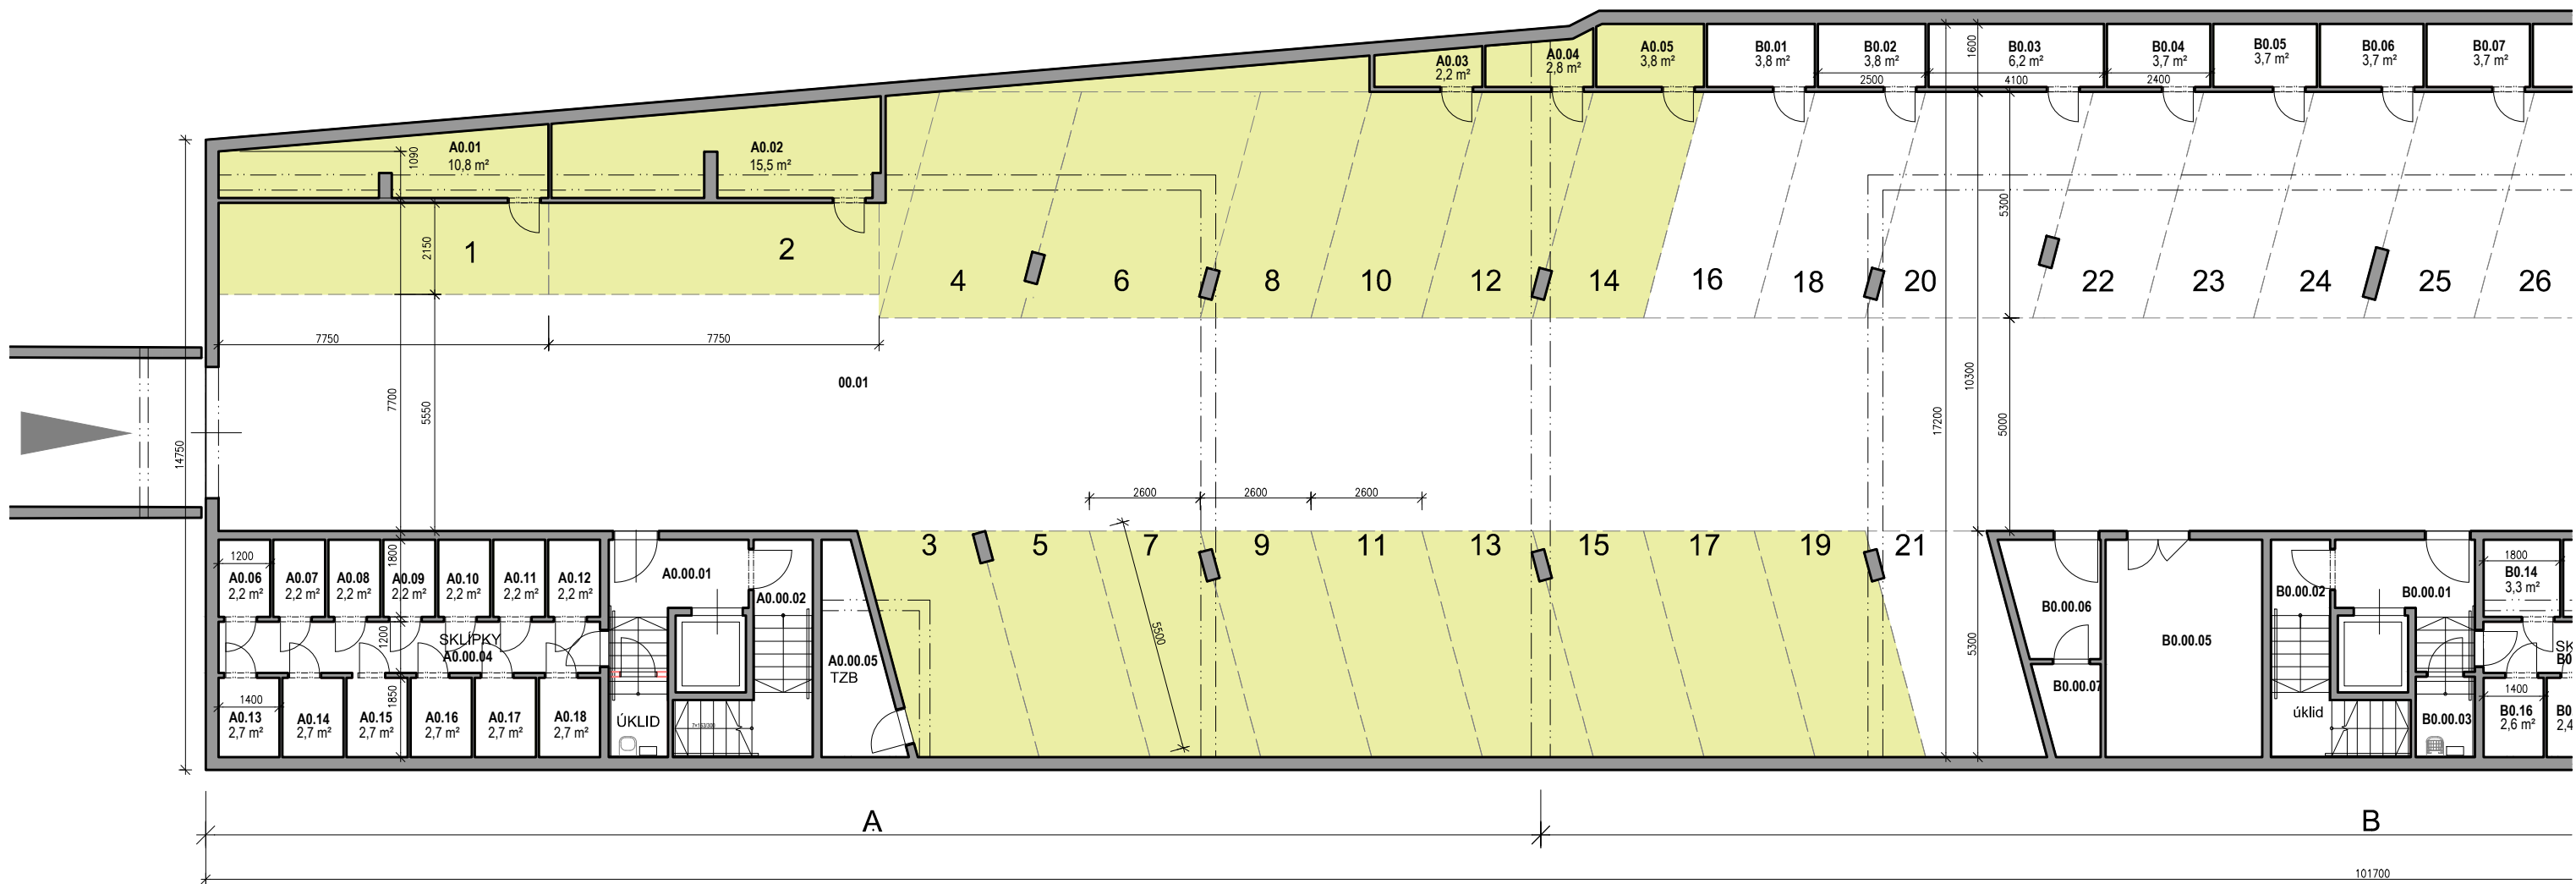 A0.01
10,8 m²
A0.02
15,5 m²
A0.03
2,2 m²
A0.04
2,8 m²
A0.05
3,8 m²
B0.01
3,8 m²
B0.02
3,8 m²
B0.03
6,2 m²
B0.04
3,7 m²
B0.05
3,7 m²
B0.06
3,7 m²
B0.07
3,7 m²
2500
4100
2400
1600
1090
2150
5300
1
2
4
6
8
10
12
14
16
18
20
22
23
24
25
26
7750
7750
00.01
7700
5550
14750
17200
10300
5000
2600
2600
2600
3
5
7
9
11
13
15
17
19
21
5500
5300
1200
1800
A0.06
2,2 m²
A0.07
2,2 m²
A0.08
2,2 m²
A0.09
2,2 m²
A0.10
2,2 m²
A0.11
2,2 m²
A0.12
2,2 m²
A0.00.01
A0.00.02
1200
SKLÍPKY
A0.00.04
A0.00.05
TZB
1400
1850
A0.13
2,7 m²
A0.14
2,7 m²
A0.15
2,7 m²
A0.16
2,7 m²
A0.17
2,7 m²
A0.18
2,7 m²
ÚKLID
B0.00.06
B0.00.07
B0.00.05
B0.00.02
B0.00.01
úklid
B0.00.03
1800
B0.14
3,3 m²
SK
B0
1400
B0.16
2,6 m²
B0
2,4
A
B
101700